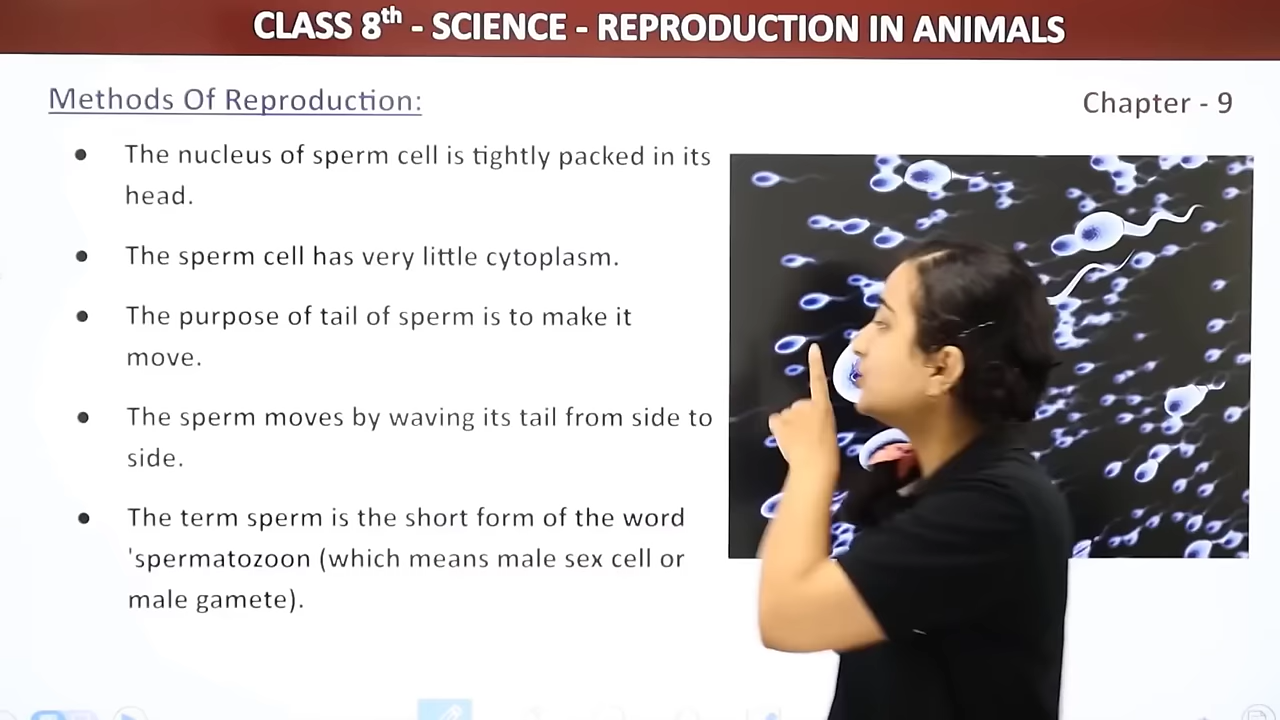 CLASS 8th - SCIENCE - REPRODUCTION IN ANIMALS
Methods Of Reproduction:
Chapter - 9
● The nucleus of sperm cell is tightly packed in its
head.
● The sperm cell has very little cytoplasm.
● The purpose of tail of sperm is to make it
move.
● The sperm moves by waving its tail from side to
side.
● The term sperm is the short form of the word
'spermatozoon (which means male sex cell or
male gamete).